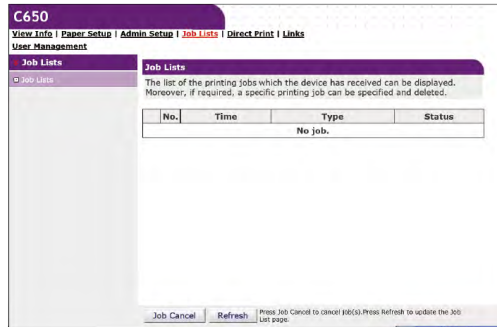 C650
View Info | Paper Setup | Admin Setup | Job Lists | Direct Print | Links
User Management
Job Lists
Job Lists
Job Lists
The list of the printing jobs which the device has received can be displayed.
Moreover, if required, a specific printing job can be specified and deleted.
No. Time Type Status
No job.
Job Cancel Refresh Press Job Cancel to cancel job(s).Press Refresh to update the Job
List page.